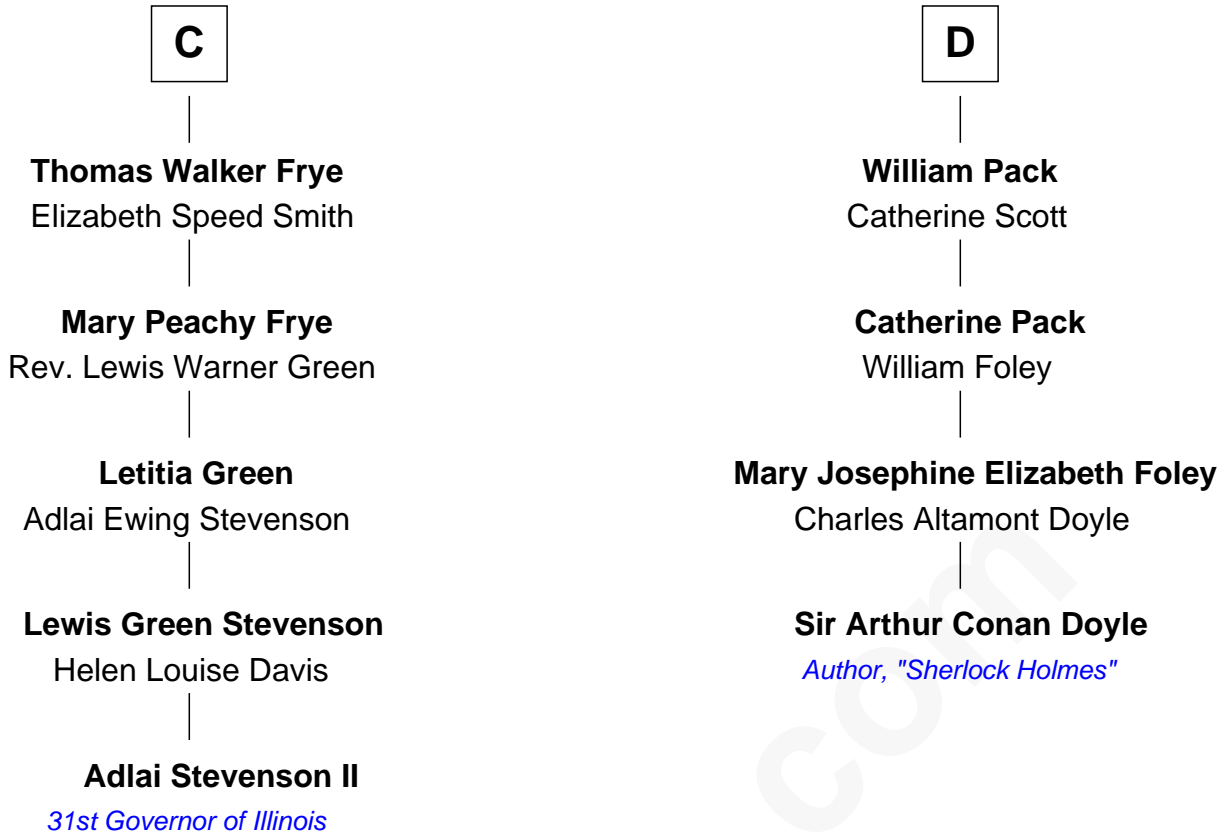 C
Thomas Walker Frye
Elizabeth Speed Smith
Mary Peachy Frye
Rev. Lewis Warner Green
Letitia Green
Adlai Ewing Stevenson
Lewis Green Stevenson
Helen Louise Davis
Adlai Stevenson II
31st Governor of Illinois
D
William Pack
Catherine Scott
Catherine Pack
William Foley
Mary Josephine Elizabeth Foley
Charles Altamont Doyle
Sir Arthur Conan Doyle
Author, "Sherlock Holmes"
com